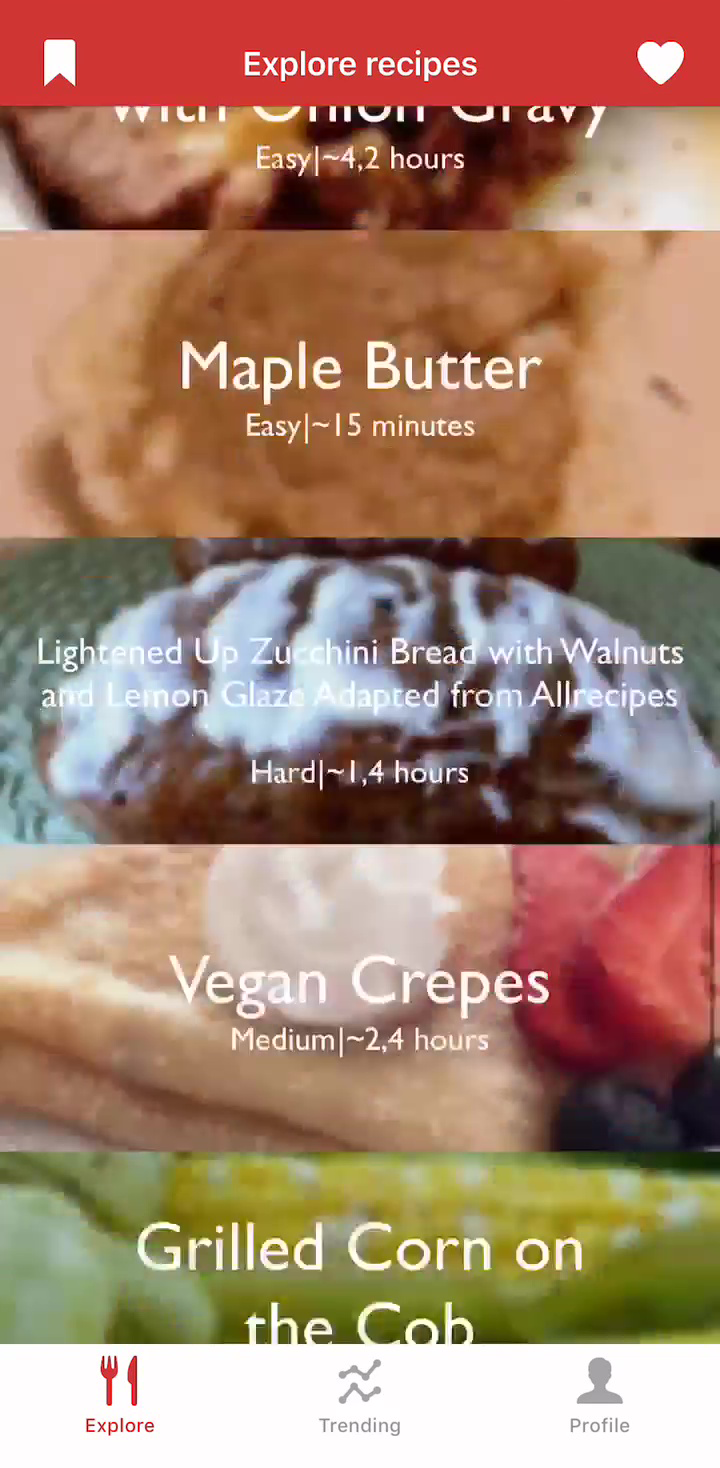 Explore recipes
with Onion Gravy
Easy|~4,2 hours
Maple Butter
Easy|~15 minutes
Lightened Up Zucchini Bread with Walnuts
and Lemon Glaze Adapted from Allrecipes
Hard|~1,4 hours
Vegan Crepes
Medium|~2,4 hours
Grilled Corn on
the Cob
Explore
Trending
Profile